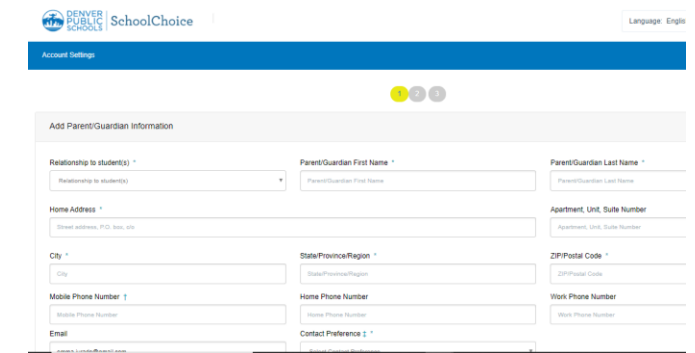 DENVER PUBLIC SCHOOLS SchoolChoice
Language: Englis
Account Settings
1 2 3
Add Parent/Guardian Information
Relationship to student(s) * Parent/Guardian First Name * Parent/Guardian Last Name *
Relationship to student(s) Parent/Guardian First Name Parent/Guardian Last Name
Home Address * Apartment, Unit, Suite Number
Street address, P.O. box, c/o Apartment, Unit, Suite Number
City * State/Province/Region * ZIP/Postal Code *
City State/Province/Region ZIP/Postal Code
Mobile Phone Number † Home Phone Number Work Phone Number
Mobile Phone Number Home Phone Number Work Phone Number
Email Contact Preference ‡ *
Select Contact Preference